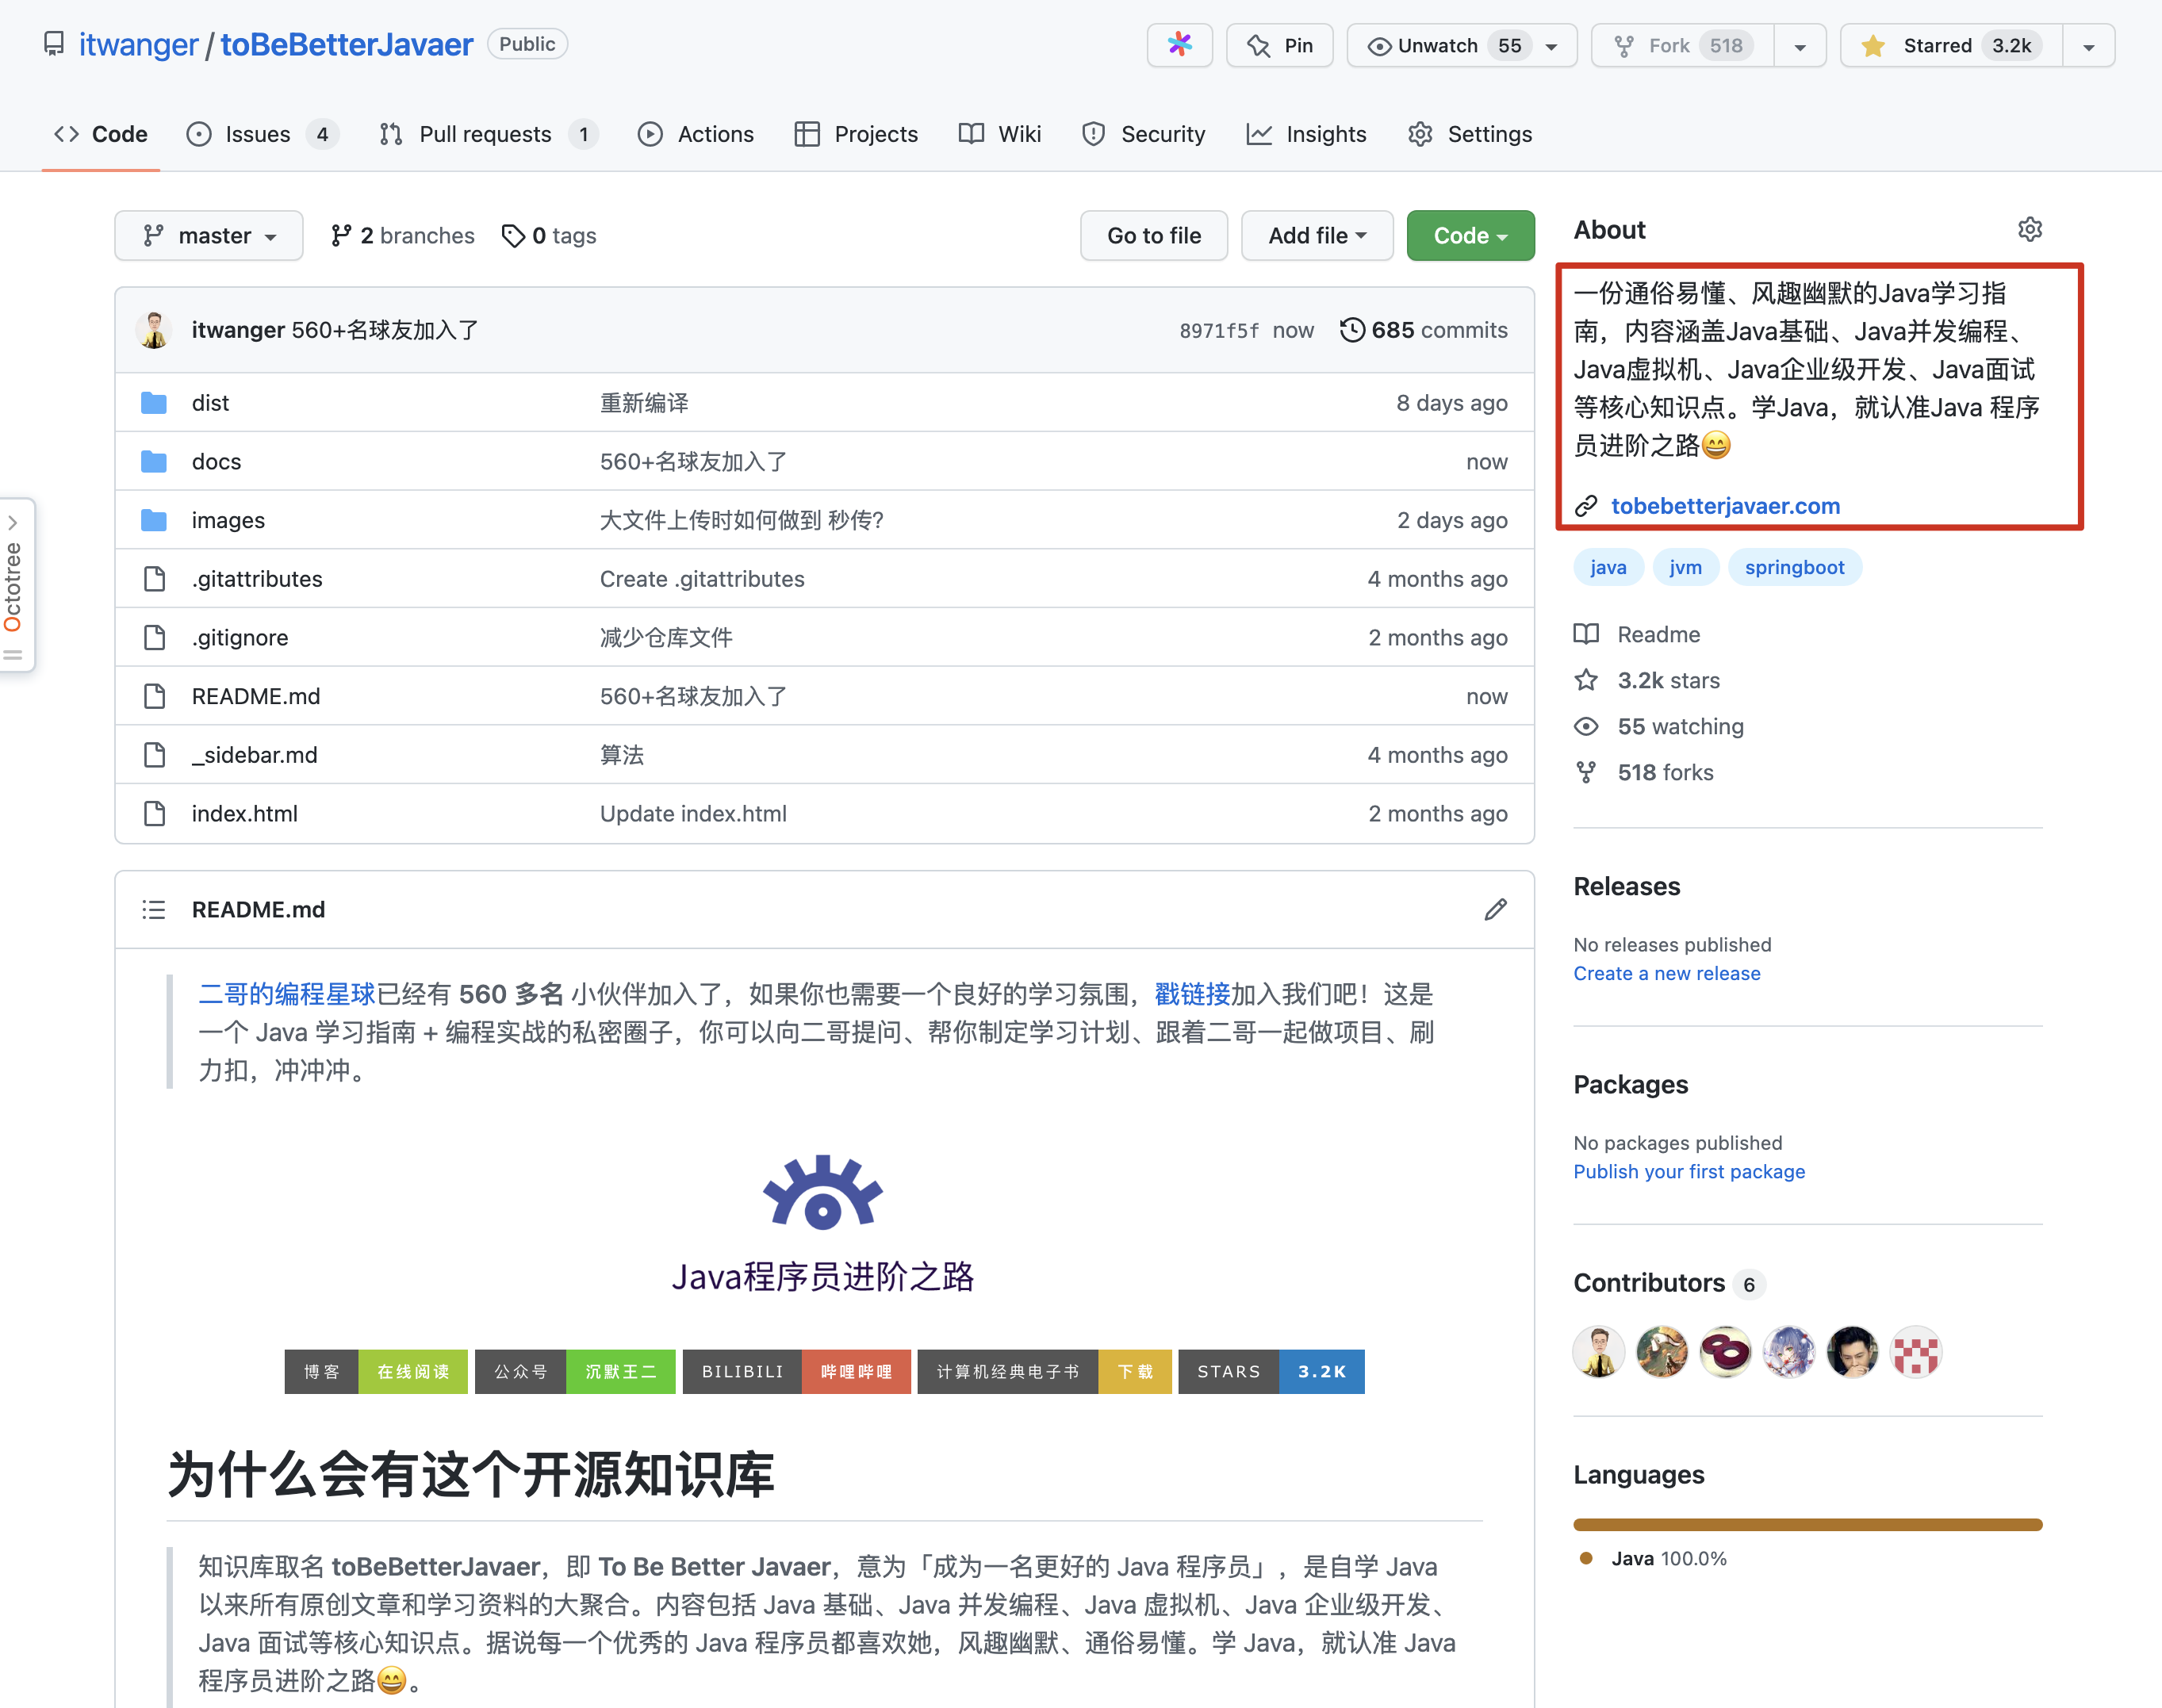 itwanger / toBeBetterJavaer Public
Pin
Unwatch 55
Fork 518
Starred 3.2k
Code
Issues 4
Pull requests 1
Actions
Projects
Wiki
Security
Insights
Settings
master
2 branches
0 tags
Go to file
Add file
Code
itwanger 560+名球友加入了
8971f5f now 685 commits
dist 重新编译 8 days ago
docs 560+名球友加入了 now
images 大文件上传时如何做到 秒传? 2 days ago
.gitattributes Create .gitattributes 4 months ago
.gitignore 减少仓库文件 2 months ago
README.md 560+名球友加入了 now
_sidebar.md 算法 4 months ago
index.html Update index.html 2 months ago
Octotree
README.md
二哥的编程星球已经有 560 多名 小伙伴加入了，如果你也需要一个良好的学习氛围，戳链接加入我们吧！这是
一个 Java 学习指南 + 编程实战的私密圈子，你可以向二哥提问、帮你制定学习计划、跟着二哥一起做项目、刷
力扣，冲冲冲。
Java程序员进阶之路
博客 在线阅读 公众号 沉默王二 BILIBILI 哔哩哔哩 计算机经典电子书 下载 STARS 3.2K
为什么会有这个开源知识库
知识库取名 toBeBetterJavaer，即 To Be Better Javaer，意为「成为一名更好的 Java 程序员」，是自学 Java
以来所有原创文章和学习资料的大聚合。内容包括 Java 基础、Java 并发编程、Java 虚拟机、Java 企业级开发、
Java 面试等核心知识点。据说每一个优秀的 Java 程序员都喜欢她，风趣幽默、通俗易懂。学 Java，就认准 Java
程序员进阶之路😄。
About
一份通俗易懂、风趣幽默的Java学习指
南，内容涵盖Java基础、Java并发编程、
Java虚拟机、Java企业级开发、Java面试
等核心知识点。学Java，就认准Java 程序
员进阶之路😄
tobebetterjavaer.com
java jvm springboot
Readme
3.2k stars
55 watching
518 forks
Releases
No releases published
Create a new release
Packages
No packages published
Publish your first package
Contributors 6
Languages
Java 100.0%